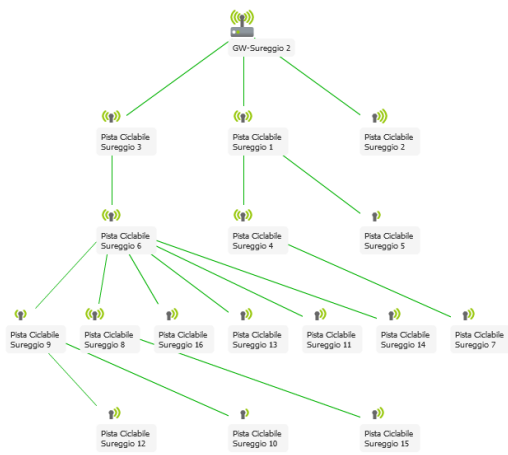 GW-Sureggio 2
Pista Ciclabile
Sureggio 3
Pista Ciclabile
Sureggio 1
Pista Ciclabile
Sureggio 2
Pista Ciclabile
Sureggio 6
Pista Ciclabile
Sureggio 4
Pista Ciclabile
Sureggio 5
Pista Ciclabile
Sureggio 9
Pista Ciclabile
Sureggio 8
Pista Ciclabile
Sureggio 16
Pista Ciclabile
Sureggio 13
Pista Ciclabile
Sureggio 11
Pista Ciclabile
Sureggio 14
Pista Ciclabile
Sureggio 7
Pista Ciclabile
Sureggio 12
Pista Ciclabile
Sureggio 10
Pista Ciclabile
Sureggio 15